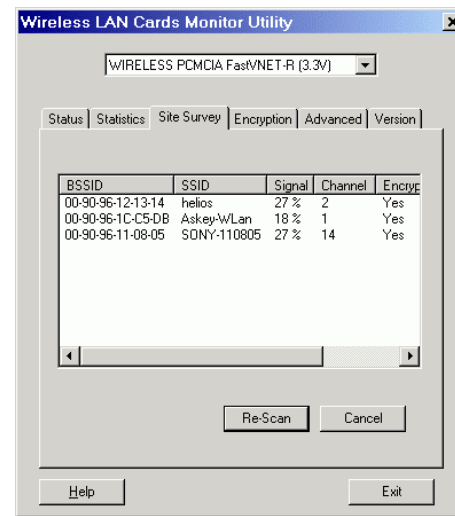 Wireless LAN Cards Monitor Utility
WIRELESS PCMCIA FastVNET-R (3.3V)
Status Statistics Site Survey Encryption Advanced Version
BSSID SSID Signal Channel Encryp
00-90-96-12-13-14 helios 27 % 2 Yes
00-90-96-1C-C5-DB Askey-WLan 18 % 1 Yes
00-90-96-11-08-05 SONY-110805 27 % 14 Yes
Re-Scan Cancel
Help Exit